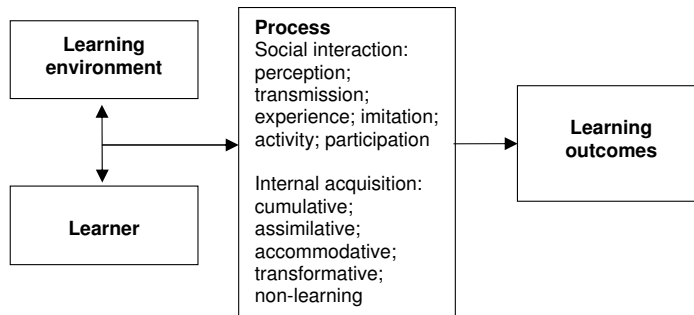 Learning
environment
Learner
Process
Social interaction:
perception;
transmission;
experience; imitation;
activity; participation
Internal acquisition:
cumulative;
assimilative;
accommodative;
transformative;
non-learning
Learning
outcomes